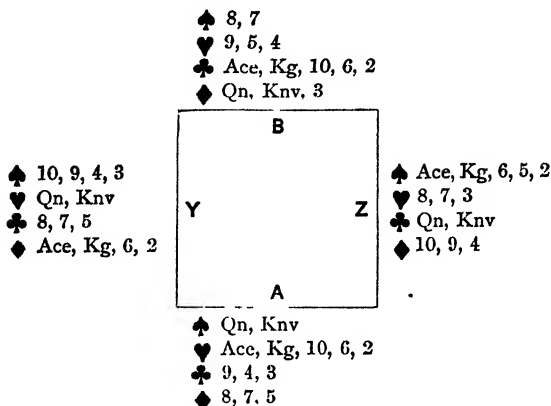 ♠ 8, 7
♥ 9, 5, 4
♣ Ace, Kg, 10, 6, 2
♦ Qn, Knv, 3
B
♠ 10, 9, 4, 3
♥ Qn, Knv
♣ 8, 7, 5
♦ Ace, Kg, 6, 2
Y
Z
♠ Ace, Kg, 6, 5, 2
♥ 8, 7, 3
♣ Qn, Knv
♦ 10, 9, 4
A
♠ Qn, Knv
♥ Ace, Kg, 10, 6, 2
♣ 9, 4, 3
♦ 8, 7, 5